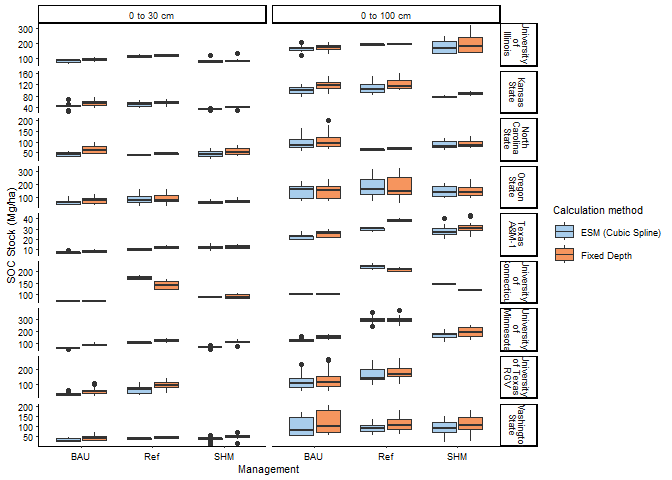 0 to 30 cm
0 to 100 cm
SOC Stock (Mg/ha)
300
200
100
University
of
Illinois
160
120
80
40
Kansas
State
200
150
100
50
North
Carolina
State
300
200
100
Oregon
State
40
30
20
10
Texas
A&M-1
200
150
100
University
of
Connecticut
300
200
100
University
of
Minnesota
200
100
University
of Texas
RGV
200
150
100
50
Washington
State
BAU
Ref
SHM
BAU
Ref
SHM
Management
Calculation method
ESM (Cubic Spline)
Fixed Depth